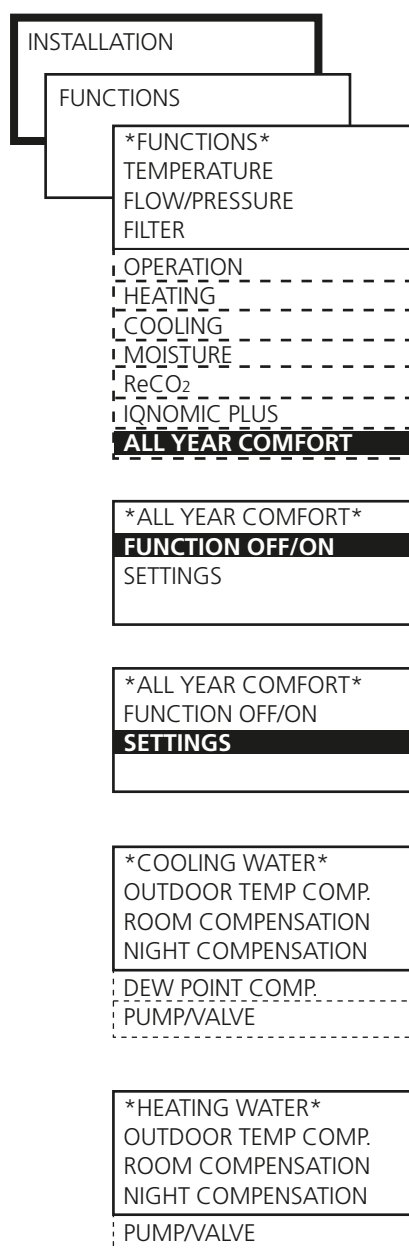 INSTALLATION
FUNCTIONS
*FUNCTIONS*
TEMPERATURE
FLOW/PRESSURE
FILTER
OPERATION
HEATING
COOLING
MOISTURE
ReCO₂
IQNOMIC PLUS
ALL YEAR COMFORT
*ALL YEAR COMFORT*
FUNCTION OFF/ON
SETTINGS
*ALL YEAR COMFORT*
FUNCTION OFF/ON
SETTINGS
*COOLING WATER*
OUTDOOR TEMP COMP.
ROOM COMPENSATION
NIGHT COMPENSATION
DEW POINT COMP.
PUMP/VALVE
*HEATING WATER*
OUTDOOR TEMP COMP.
ROOM COMPENSATION
NIGHT COMPENSATION
PUMP/VALVE